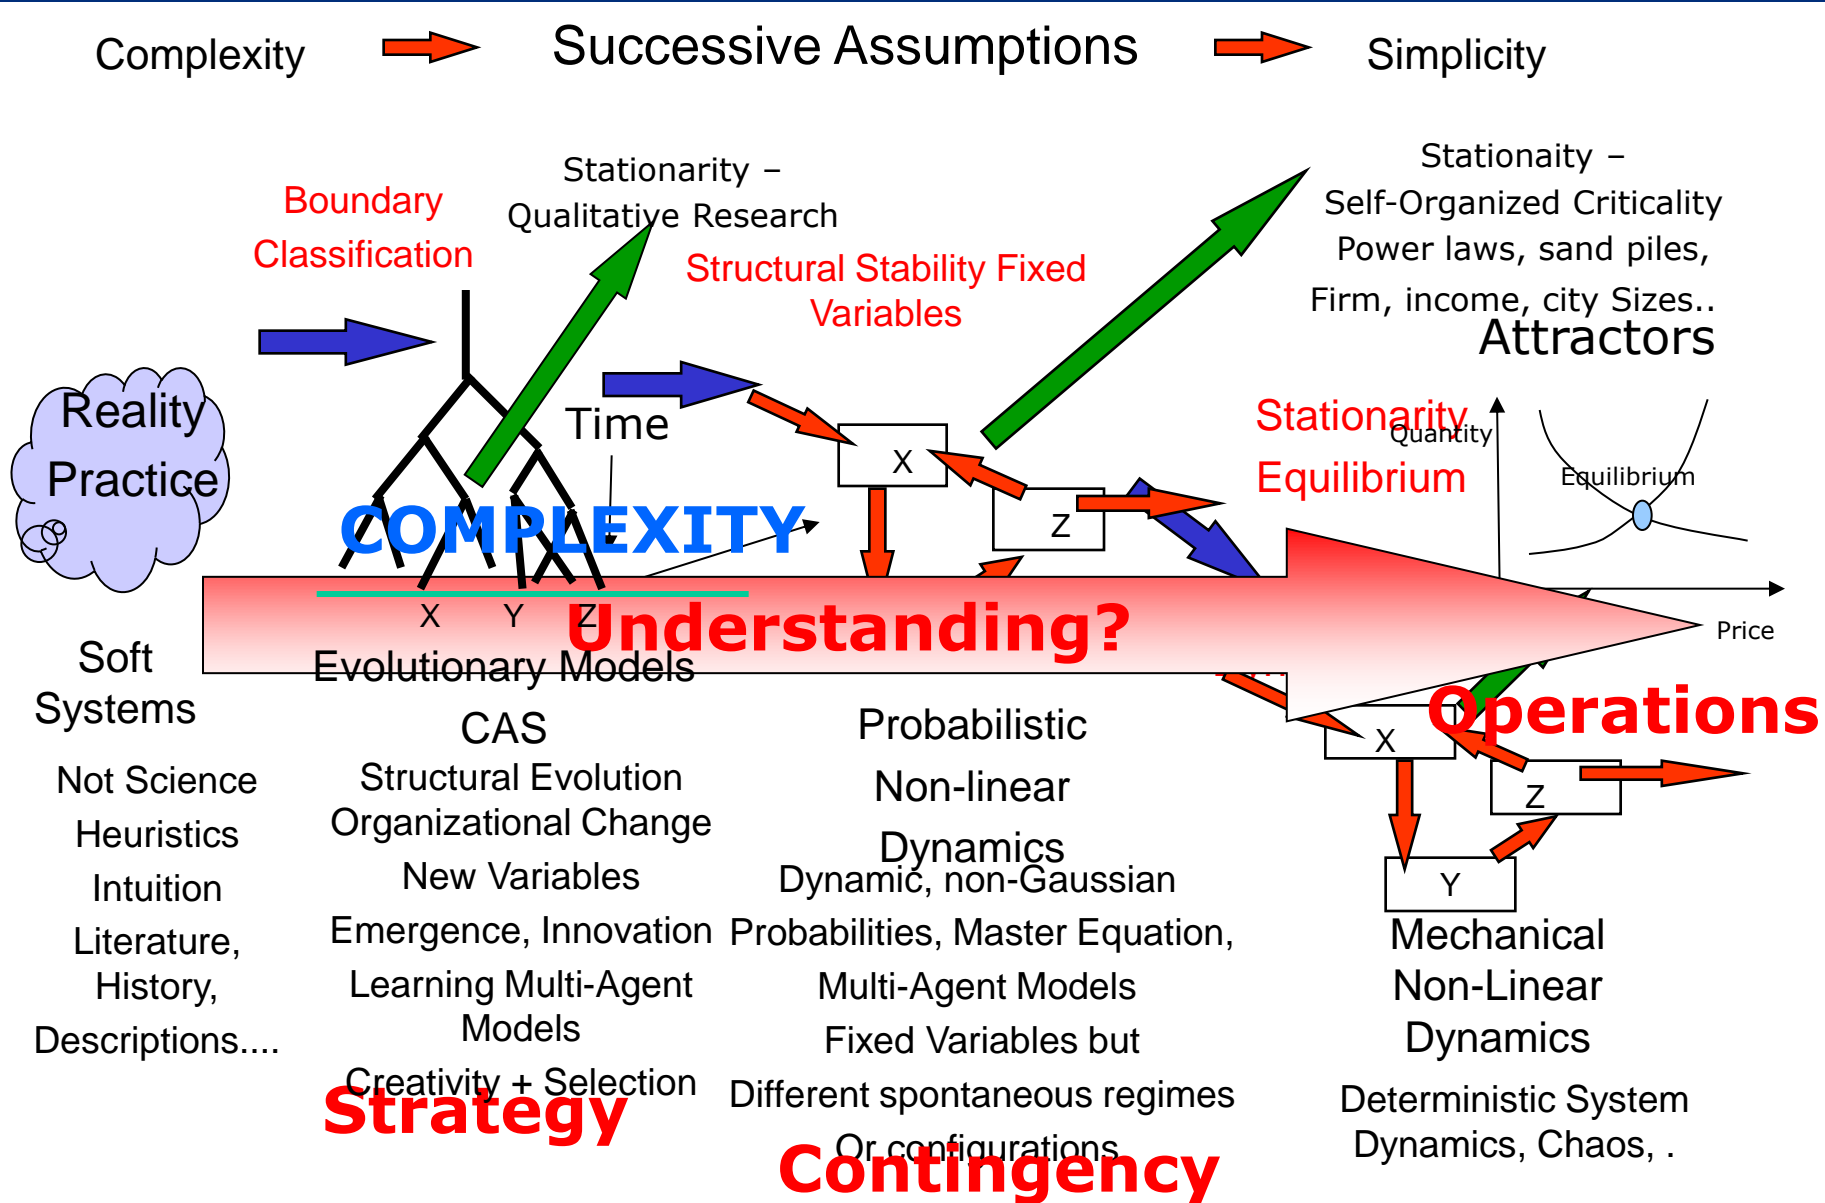 Complexity
Successive Assumptions
Simplicity
Boundary
Classification
Stationarity –
Qualitative Research
Structural Stability Fixed
Variables
Stationaity –
Self-Organized Criticality
Power laws, sand piles,
Firm, income, city Sizes..
Attractors
Reality
Practice
Time
X
Z
Stationarity
Equilibrium
Quantity
Equilibrium
Price
COMPLEXITY
X Y Z
Understanding?
Evolutionary Models
Soft
Systems
Not Science
Heuristics
Intuition
Literature,
History,
Descriptions....
CAS
Structural Evolution
Organizational Change
New Variables
Emergence, Innovation
Learning Multi-Agent
Models
Creativity + Selection
Strategy
Probabilistic
Non-linear
Dynamics
Dynamic, non-Gaussian
Probabilities, Master Equation,
Multi-Agent Models
Fixed Variables but
Different spontaneous regimes
Or configurations
Contingency
Operations
X
Z
Y
Mechanical
Non-Linear
Dynamics
Deterministic System
Dynamics, Chaos, .